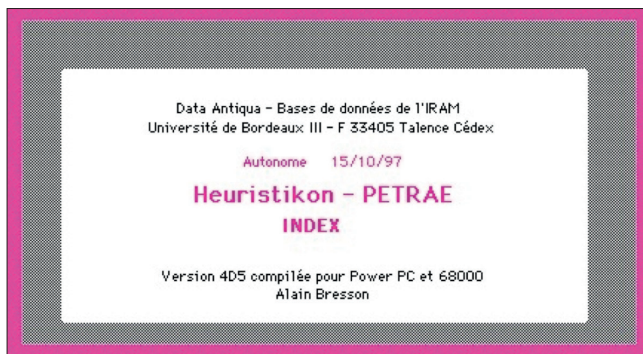 Data Antiqua - Bases de données de l'IRAM
Université de Bordeaux III - F 33405 Talence Cédex
Autonome 15/10/97
Heuristikon - PETRAE
INDEX
Version 4D5 compilée pour Power PC et 68000
Alain Bresson